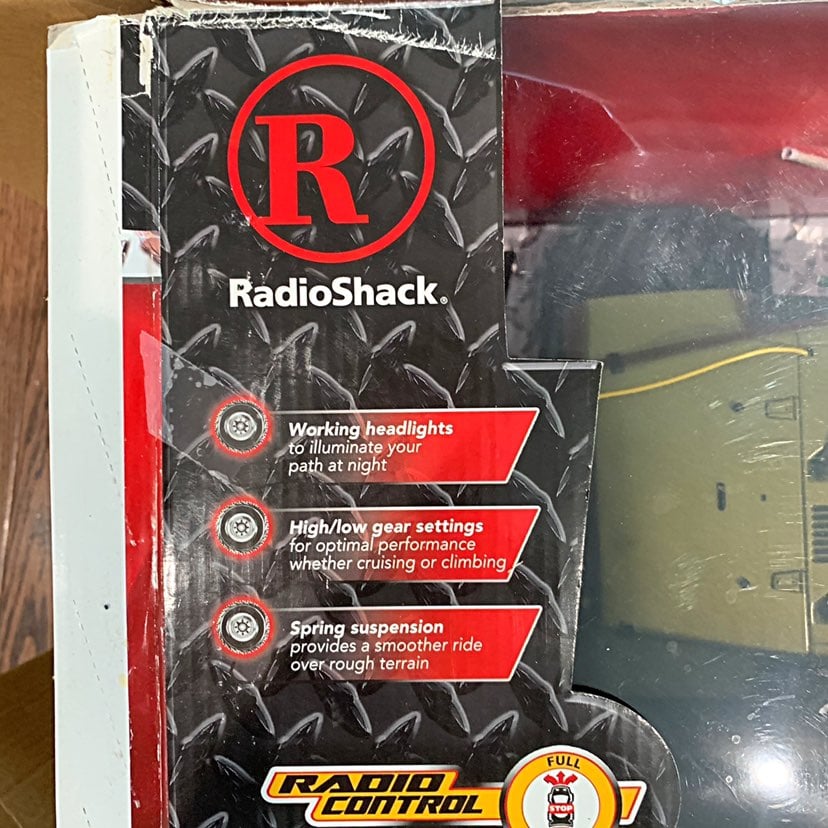 R
RadioShack®
Working headlights
to illuminate your
path at night
High/low gear settings
for optimal performance
whether cruising or climbing
Spring suspension
provides a smoother ride
over rough terrain
RADIO
CONTROL
FULL
STOP